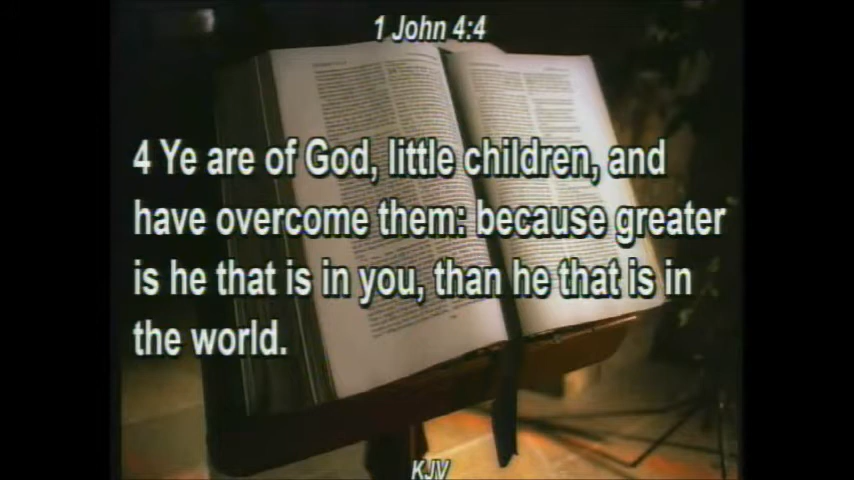 1 John 4:4
4 Ye are of God, little children, and
have overcome them: because greater
is he that is in you, than he that is in
the world.
KJV